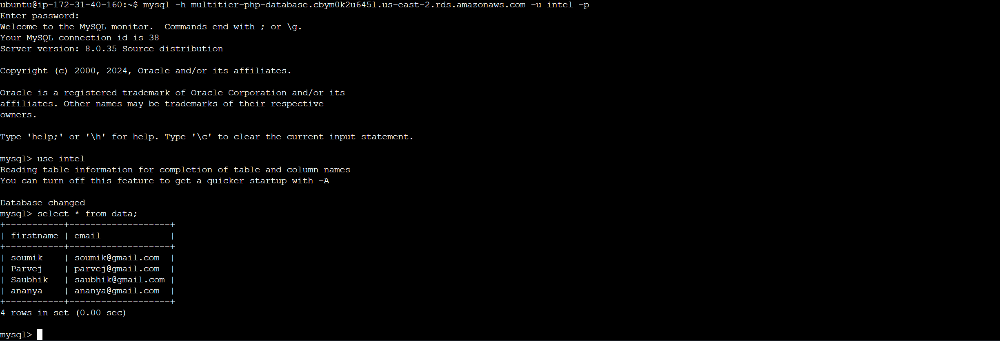 ubuntu@ip-172-31-40-160:~$ mysql -h multitier-php-database.cbym0k2u645l.us-east-2.rds.amazonaws.com -u intel -p
Enter password:
Welcome to the MySQL monitor.  Commands end with ; or \g.
Your MySQL connection id is 38
Server version: 8.0.35 Source distribution

Copyright (c) 2000, 2024, Oracle and/or its affiliates.

Oracle is a registered trademark of Oracle Corporation and/or its
affiliates. Other names may be trademarks of their respective
owners.

Type 'help;' or '\h' for help. Type '\c' to clear the current input statement.

mysql> use intel
Reading table information for completion of table and column names
You can turn off this feature to get a quicker startup with -A

Database changed
mysql> select * from data;
+-----------+-------------------+
| firstname | email             |
+-----------+-------------------+
| soumik    | soumik@gmail.com  |
| Parvej    | parvej@gmail.com  |
| Saubhik   | saubhik@gmail.com |
| ananya    | ananya@gmail.com  |
+-----------+-------------------+
4 rows in set (0.00 sec)

mysql>